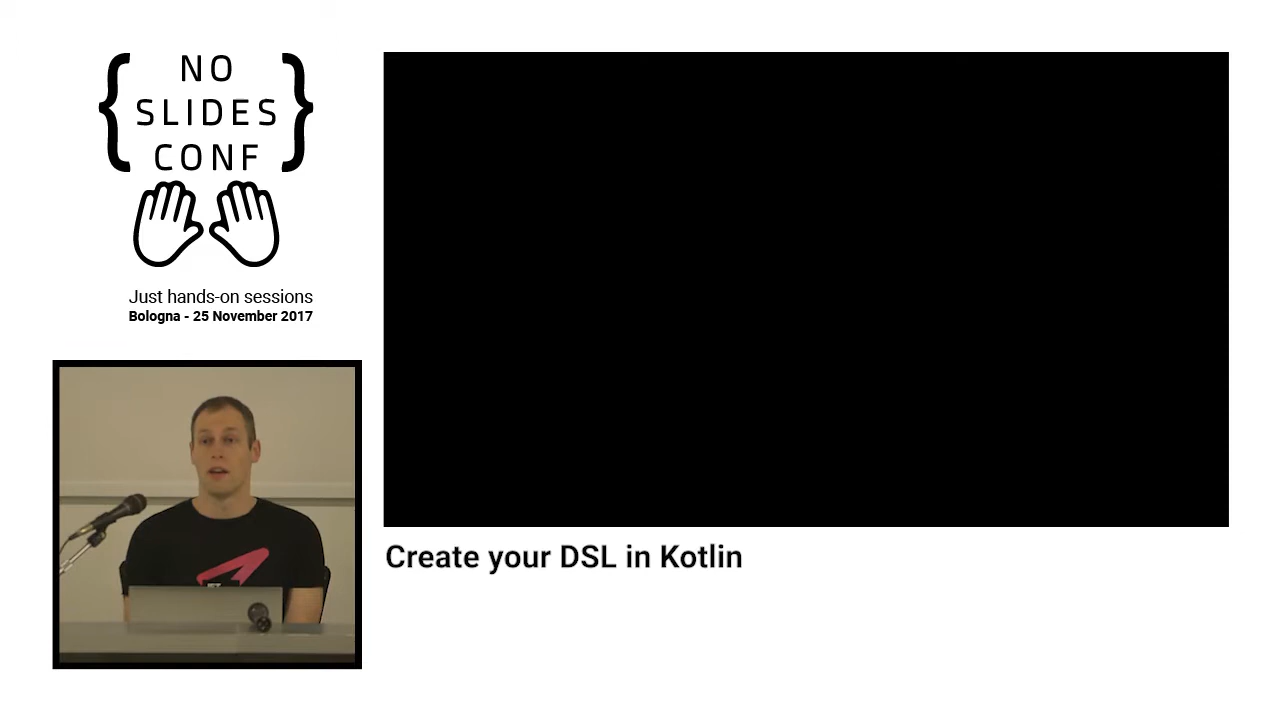 { NO
SLIDES
CONF }
Just hands-on sessions
Bologna - 25 November 2017
Create your DSL in Kotlin